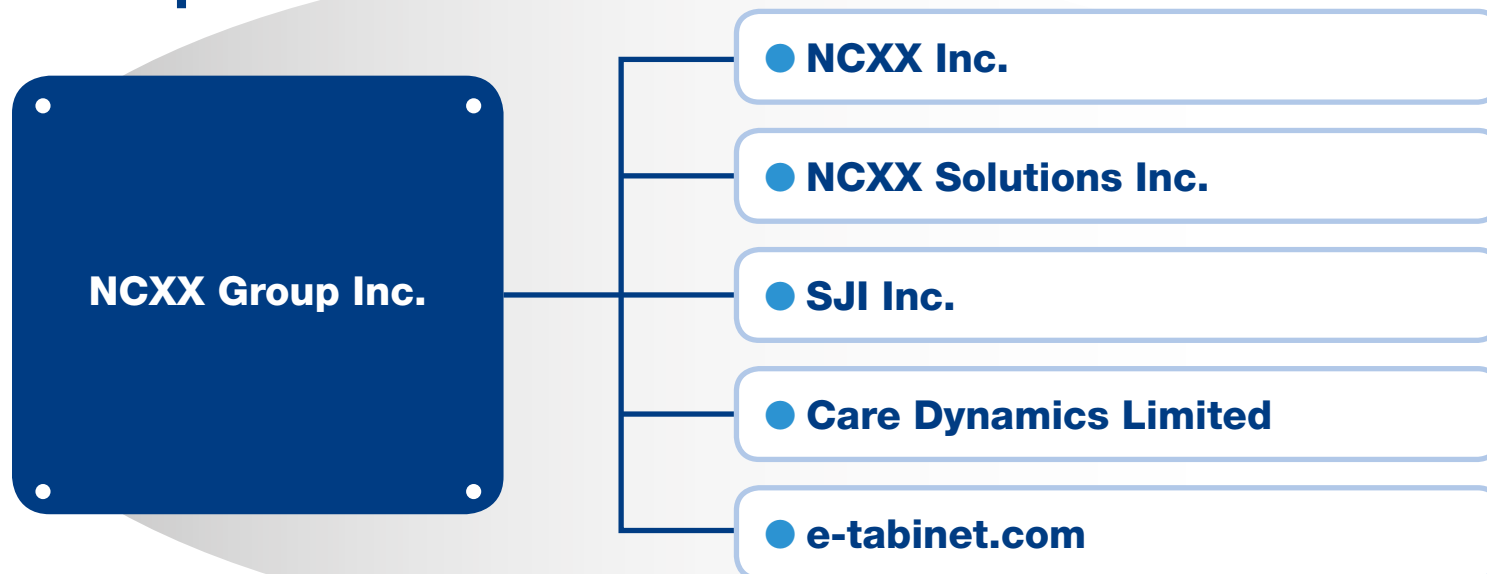 NCXX Group Inc.
NCXX Inc.
NCXX Solutions Inc.
SJI Inc.
Care Dynamics Limited
e-tabinet.com